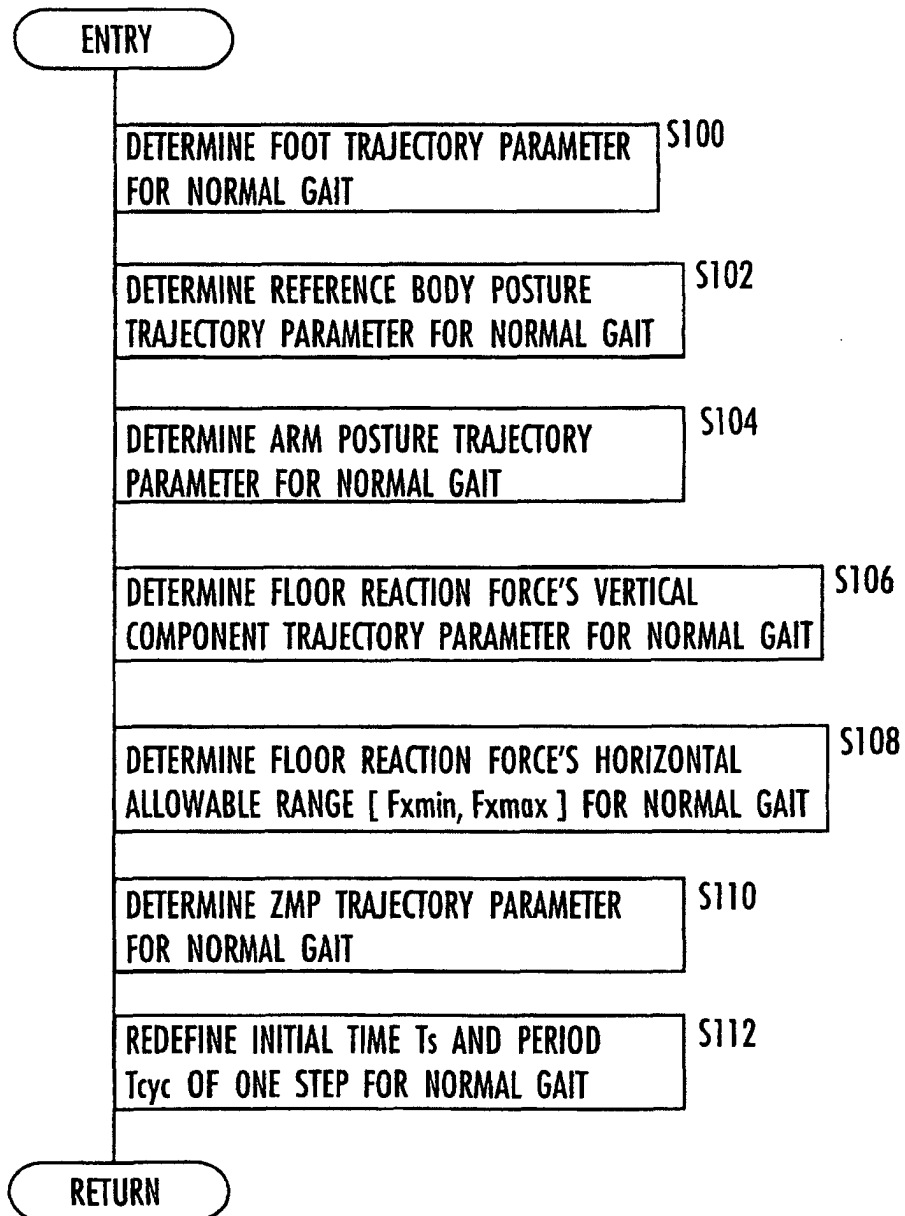 ENTRY
DETERMINE FOOT TRAJECTORY PARAMETER
FOR NORMAL GAIT
S100
DETERMINE REFERENCE BODY POSTURE
TRAJECTORY PARAMETER FOR NORMAL GAIT
S102
DETERMINE ARM POSTURE TRAJECTORY
PARAMETER FOR NORMAL GAIT
S104
DETERMINE FLOOR REACTION FORCE'S VERTICAL
COMPONENT TRAJECTORY PARAMETER FOR NORMAL GAIT
S106
DETERMINE FLOOR REACTION FORCE'S HORIZONTAL
ALLOWABLE RANGE [ Fxmin, Fxmax ] FOR NORMAL GAIT
S108
DETERMINE ZMP TRAJECTORY PARAMETER
FOR NORMAL GAIT
S110
REDEFINE INITIAL TIME Ts AND PERIOD
Tcyc OF ONE STEP FOR NORMAL GAIT
S112
RETURN